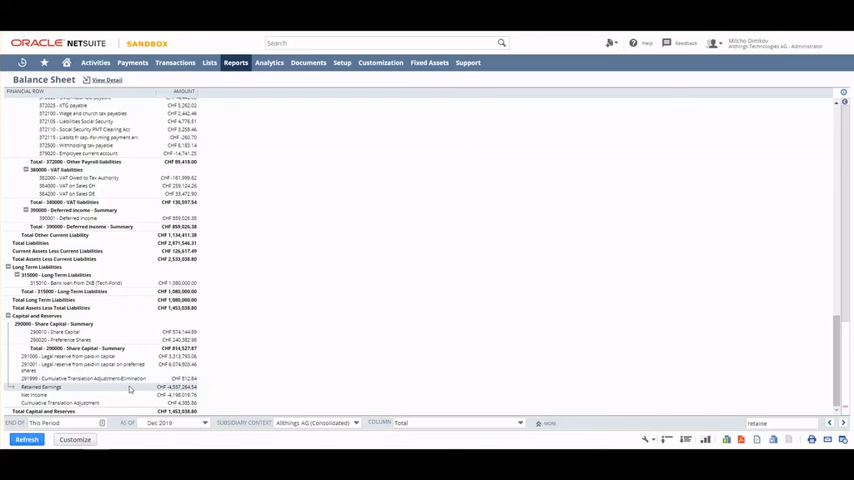 ORACLE NETSUITE SANDBOX
Search
Help
Feedback
Milcho Dimkov
Allthings Technologies AG - Administrator
Activities Payments Transactions Lists Reports Analytics Documents Setup Customization Fixed Assets Support
Balance Sheet View Detail
FINANCIAL ROW AMOUNT
372025 - KTG payable CHF 5,262.02
372100 - Wage and church tax payables CHF 2,442.46
372105 - Liabilities Social Security CHF 4,776.51
372110 - Social Security PMT Clearing Act CHF 3,258.46
CHF -260.70
372500 - Withholding tax payable CHF 8,183.14
379020 - Employee current account CHF -14,741.25
Total - 372000 - Other Payroll liabilities CHF 89,418.00
380000 - VAT liabilities
382000 - VAT Owed to Tax Authority CHF -161,999.62
384000 - VAT on Sales CH CHF 259,124.26
384000 - VAT on Sales DE CHF 33,472.90
Total - 380000 - VAT liabilities CHF 130,597.54
390000 - Deferred income - Summary
390001 - Deferred income CHF 859,026.38
Total - 390000 - Deferred income - Summary CHF 859,026.38
Total Other Current Liability CHF 1,134,411.38
Total Liabilities CHF 2,871,546.31
Current Assets Less Current Liabilities CHF 126,617.49
Total Assets Less Current Liabilities CHF 2,533,038.80
Long Term Liabilities
315000 - Long-Term Liabilities
315010 - Bank loan from ZKB (Tech-Fond) CHF 1,080,000.00
Total - 315000 - Long-Term Liabilities CHF 1,080,000.00
Total Long Term Liabilities CHF 1,080,000.00
Total Assets Less Total Liabilities CHF 1,453,038.80
Capital and Reserves
290000 - Share Capital - Summary
290010 - Share Capital CHF 574,144.89
290020 - Preference Shares CHF 240,382.98
Total - 290000 - Share Capital - Summary CHF 814,527.87
291000 - Legal reserve from paid-in capital CHF 3,313,793.06
291001 - Legal reserve from paid-in capital on preferred CHF 6,074,803.46
shares
291999 - Cumulative Translation Adjustment-Elimination CHF 812.84
Retained Earnings CHF -4,557,264.54
Net Income CHF -4,198,019.76
Cumulative Translation Adjustment CHF 4,385.86
Total Capital and Reserves CHF 1,453,038.80
END OF This Period AS OF Dec 2019 SUBSIDIARY CONTEXT Allthings AG (Consolidated) COLUMN Total MORE retaine
Refresh Customize